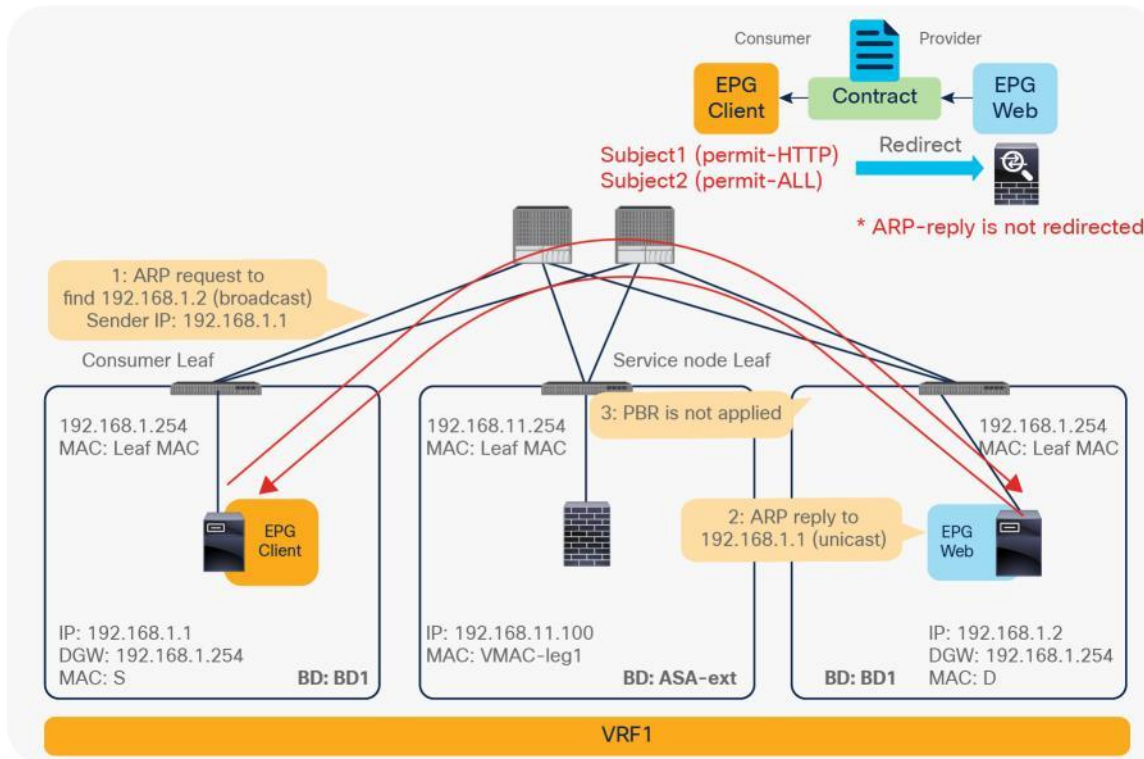 Consumer
Provider
EPG
Client
Contract
EPG
Web
Subject1 (permit-HTTP)
Subject2 (permit-ALL)
Redirect
* ARP-reply is not redirected
1: ARP request to
find 192.168.1.2 (broadcast)
Sender IP: 192.168.1.1
Consumer Leaf
Service node Leaf
192.168.1.254
MAC: Leaf MAC
EPG
Client
IP: 192.168.1.1
DGW: 192.168.1.254
MAC: S
BD: BD1
192.168.11.254
MAC: Leaf MAC
IP: 192.168.11.100
MAC: VMAC-leg1
BD: ASA-ext
3: PBR is not applied
192.168.1.254
MAC: Leaf MAC
2: ARP reply to
192.168.1.1 (unicast)
EPG
Web
IP: 192.168.1.2
DGW: 192.168.1.254
BD: BD1
MAC: D
VRF1